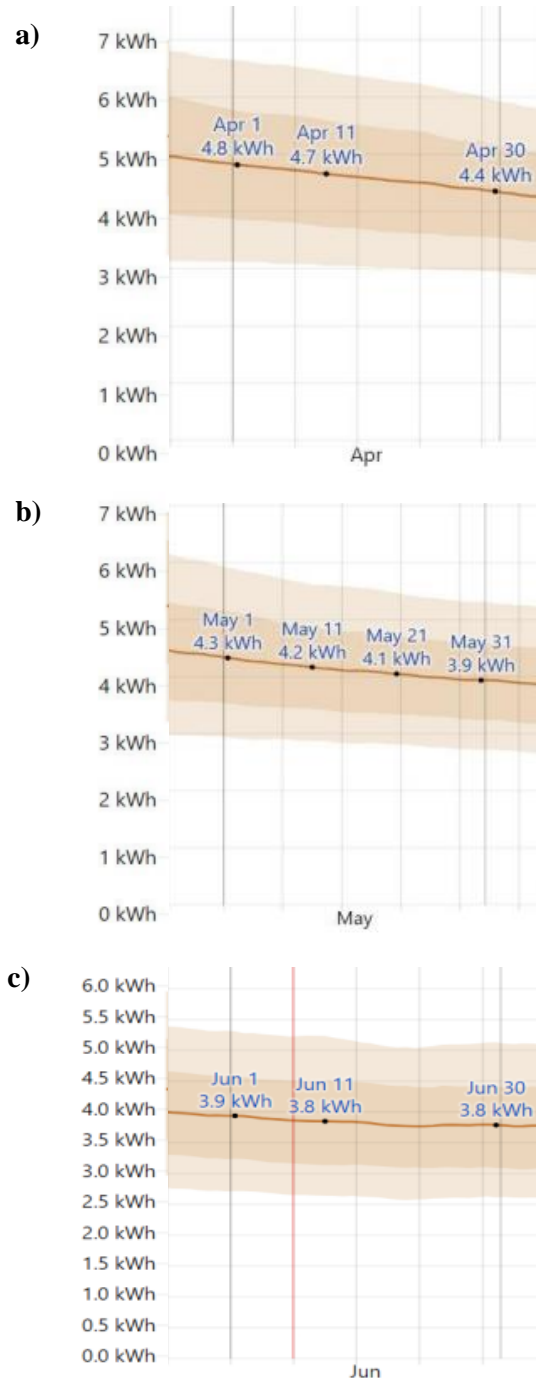 a)
7 kWh
6 kWh
Apr 1
4.8 kWh
Apr 11
4.7 kWh
Apr 30
4.4 kWh
5 kWh
4 kWh
3 kWh
2 kWh
1 kWh
0 kWh
Apr
b)
7 kWh
6 kWh
5 kWh
May 1
4.3 kWh
May 11
4.2 kWh
May 21
4.1 kWh
May 31
3.9 kWh
4 kWh
3 kWh
2 kWh
1 kWh
0 kWh
May
c)
6.0 kWh
5.5 kWh
5.0 kWh
4.5 kWh
Jun 1
3.9 kWh
Jun 11
3.8 kWh
Jun 30
3.8 kWh
4.0 kWh
3.5 kWh
3.0 kWh
2.5 kWh
2.0 kWh
1.5 kWh
1.0 kWh
0.5 kWh
0.0 kWh
Jun